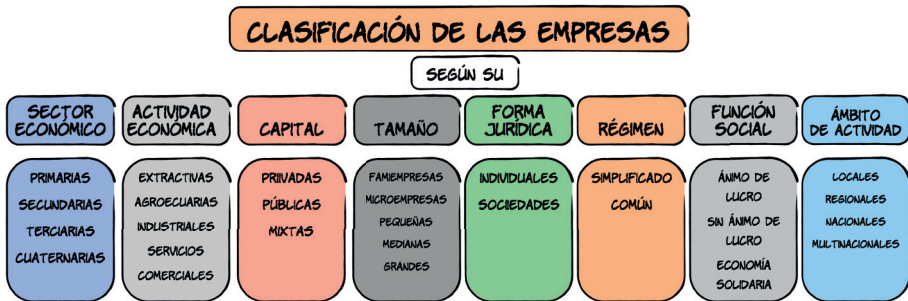 CLASIFICACIÓN DE LAS EMPRESAS
SEGÚN SU
SECTOR
ECONÓMICO
PRIMARIAS
SECUNDARIAS
TERCIARIAS
CUATERNARIAS
ACTIVIDAD
ECONÓMICA
EXTRACTIVAS
AGROECUARIAS
INDUSTRIALES
SERVICIOS
COMERCIALES
CAPITAL
PRIIVADAS
PÚBLICAS
MIXTAS
TAMAÑO
FAMIEMPRESAS
MICROEMPRESAS
PEQUEÑAS
MEDIANAS
GRANDES
FORMA
JURÍDICA
INDIVIDUALES
SOCIIEDADES
RÉGIMEN
SIMPLIFICADO
COMÚN
FUNCIÓN
SOCIAL
ÁNIMO DE
LUCRO
SIN ÁNIMO DE
LUCRO
ECONOMÍA
SOLIDARIA
ÁMBITO
DE ACTIVIDAD
LOCALES
REGIONALES
NACIONALES
MULTINACIONALES